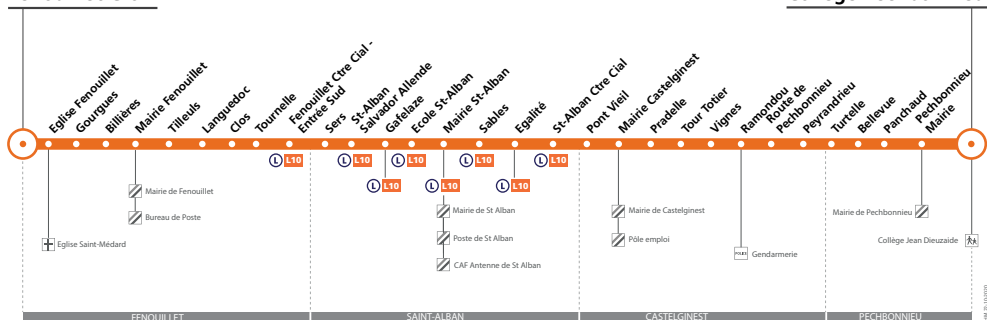 Eglise Fenouillet
Gourgues
Billières
Mairie Fenouillet
Tilleuls
Languedoc
Clos
Tournelle
Fenouillet Ctre Cial -
Entrée Sud
Sers
St-Alban
Salvador Allende
Gafelaze
Ecole St-Alban
Mairie St-Alban
Sables
Egalité
St-Alban Ctre Cial
Pont Vieil
Mairie Castelginest
Pradelle
Tour Totier
Vignes
Ramondou
Route de
Pechbonnieu
Peyrandrieu
Turtelle
Bellevue
Panchaud
Pechbonnieu
Mairie
L L10
L L10
L L10
L L10
L L10
L L10
L L10
L L10
Mairie de Fenouillet
Bureau de Poste
Eglise Saint-Médard
Mairie de St Alban
Poste de St Alban
CAF Antenne de St Alban
Mairie de Castelginest
Pôle emploi
Gendarmerie
Mairie de Pechbonnieu
Collège Jean Dieuzaide
FENOUILLET
SAINT-ALBAN
CASTELGINEST
PECHBONNIEU